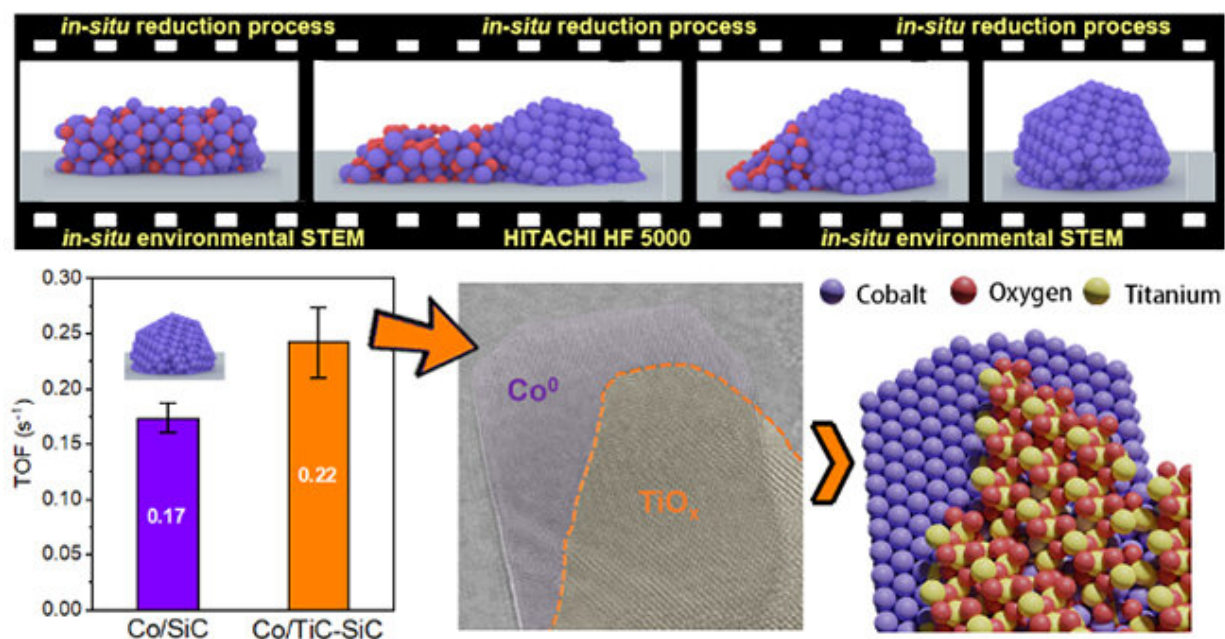 in-situ reduction process
in-situ reduction process
in-situ reduction process
in-situ environmental STEM
HITACHI HF 5000
in-situ environmental STEM
0.30
0.25
0.20
0.15
0.10
0.05
0.00
TOF (s⁻¹)
0.17
0.22
Co/SiC
Co/TiC-SiC
Co⁰
TiOₓ
Cobalt
Oxygen
Titanium